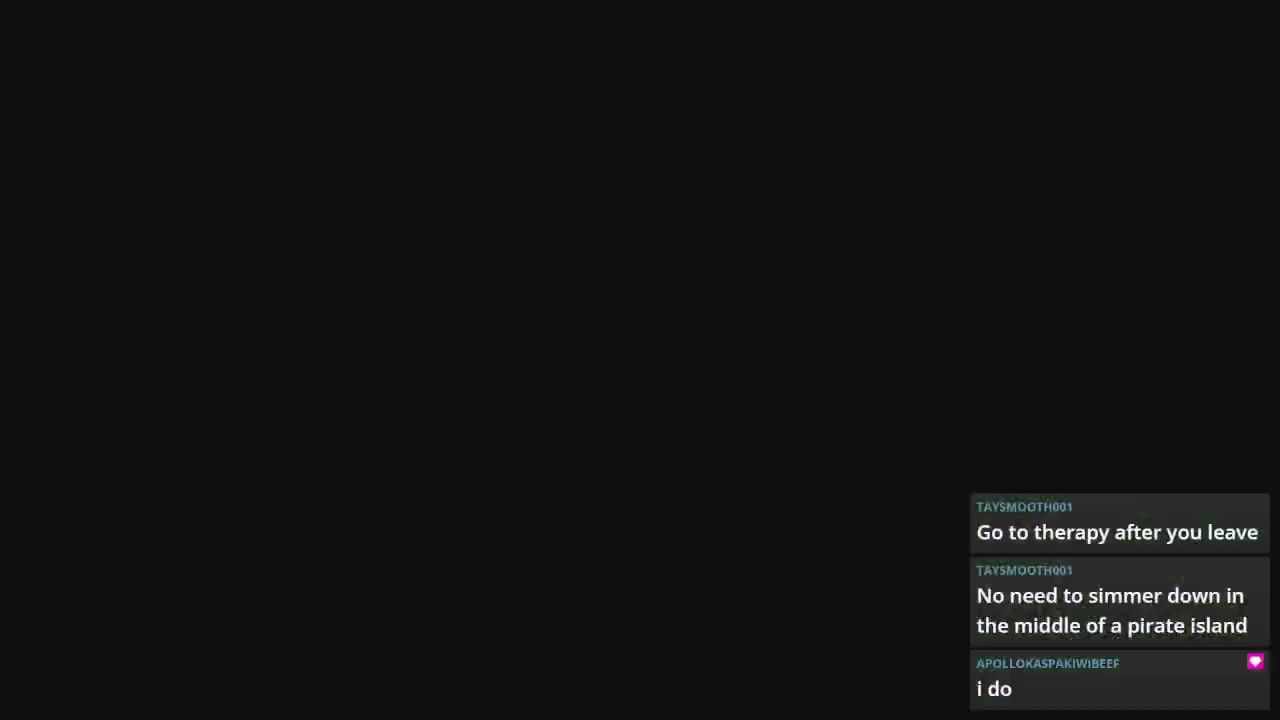 TAYSMOOTH001
Go to therapy after you leave
TAYSMOOTH001
No need to simmer down in
the middle of a pirate island
APOLLOKASPAKIWIBEEF
i do